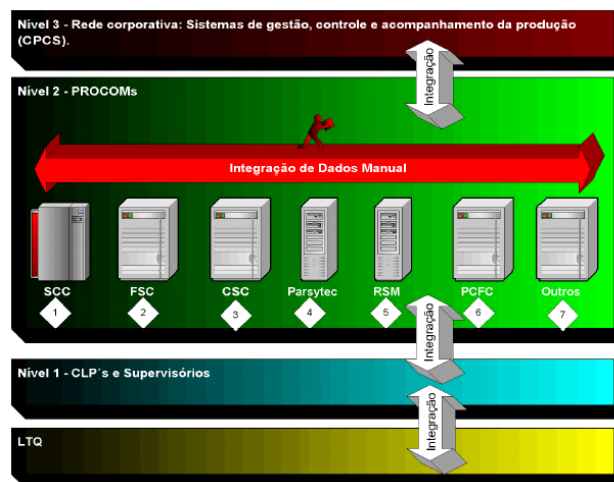 Nível 3 - Rede corporativa: Sistemas de gestão, controle e acompanhamento da produção
(CPCS).
Integração
Nível 2 - PROCOMs
Integração de Dados Manual
SCC
FSC
CSC
Parsytec
RSM
PCFC
Outros
1
2
3
4
5
6
7
Integração
Nível 1 - CLP´s e Supervisórios
Integração
LTQ